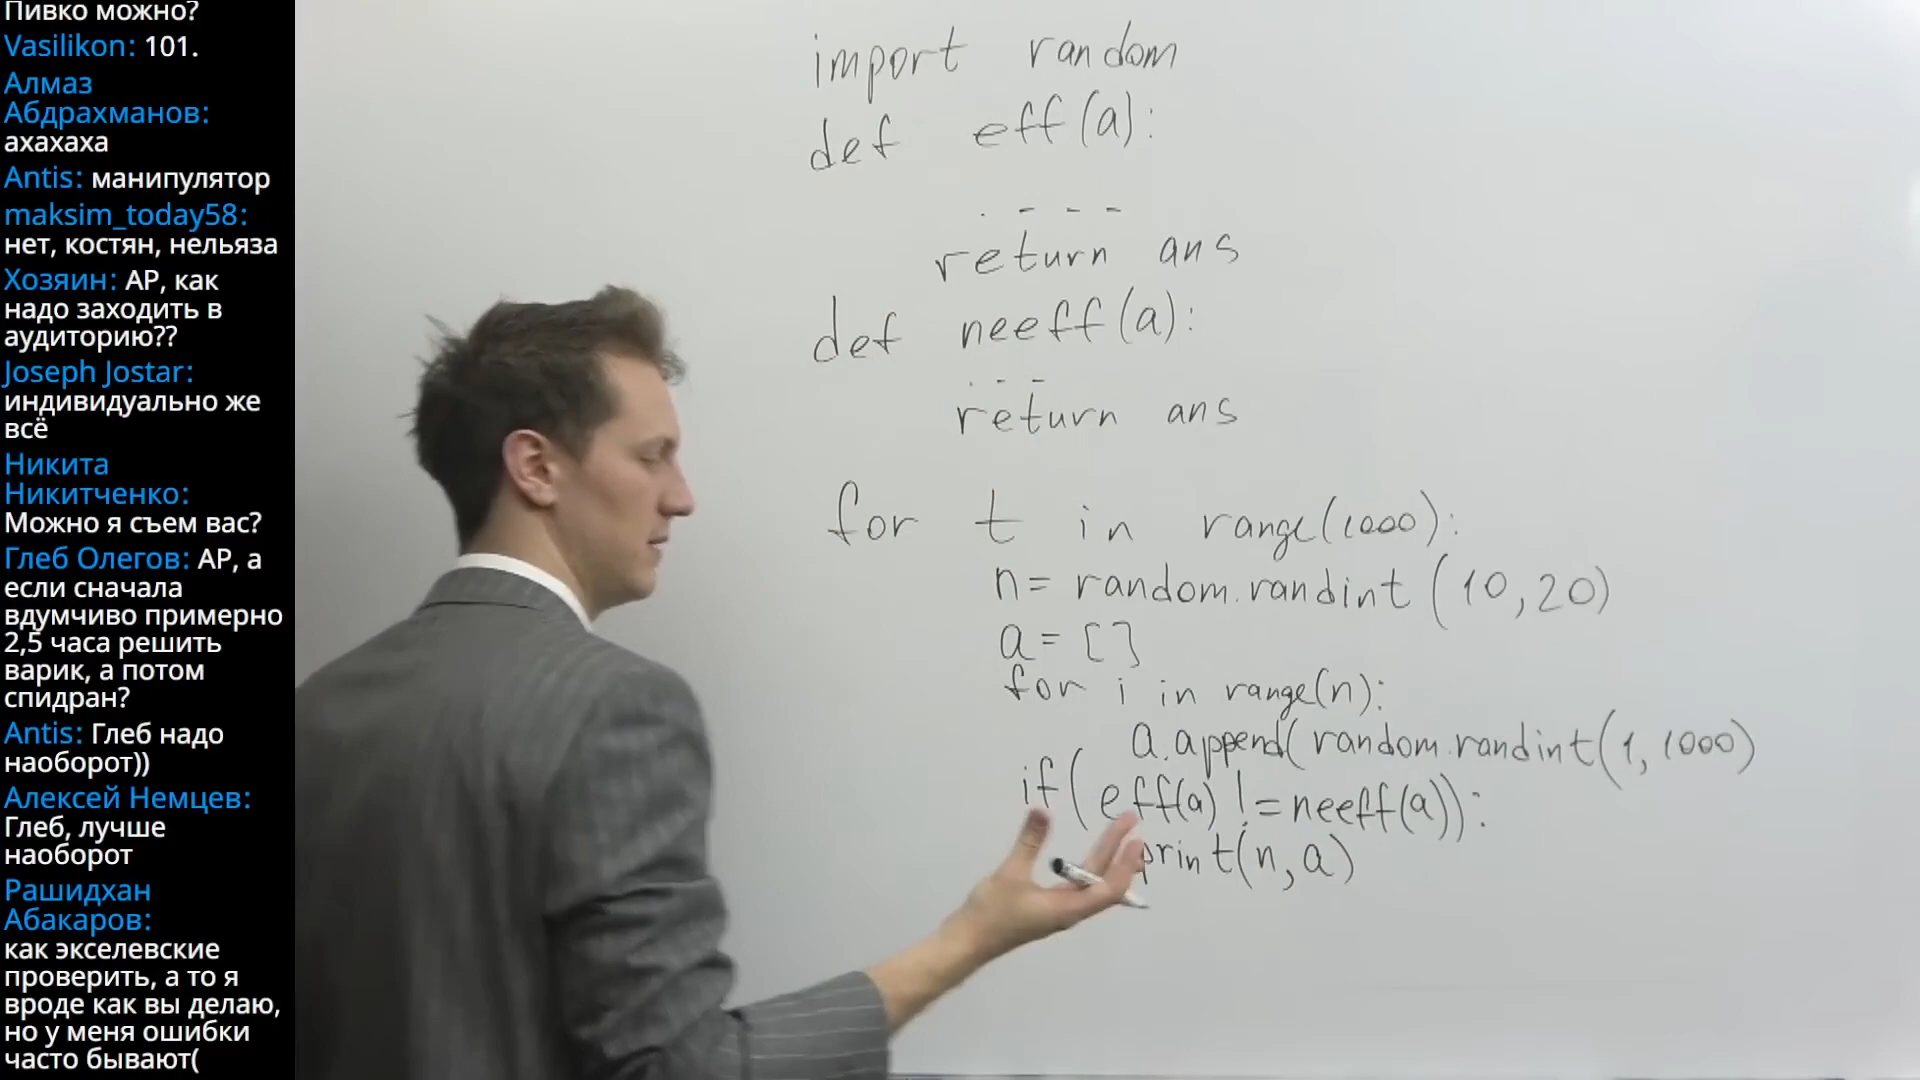 Пивко можно?
Vasilikon: 101.
Алмаз
Абдрахманов:
ахахаха
Antis: манипулятор
maksim_today58:
нет, костян, нельяза
Хозяин: АР, как
надо заходить в
аудиторию??
Joseph Jostar:
индивидуально же
всё
Никита
Никитченко:
Можно я съем вас?
Глеб Олегов: АР, а
если сначала
вдумчиво примерно
2,5 часа решить
варик, а потом
спидран?
Antis: Глеб надо
наоборот))
Алексей Немцев:
Глеб, лучше
наоборот
Рашидхан
Абакаров:
как экселевские
проверить, а то я
вроде как вы делаю,
но у меня ошибки
часто бывают(
import random
def eff(a):
. - - -
return ans
def neeff(a):
. - -
return ans
for t in range(1000):
n= random.randint (10,20)
a= []
for i in range(n):
a.append(random.randint(1, 1000)
if(eff(a) != neeff(a)):
print(n, a)